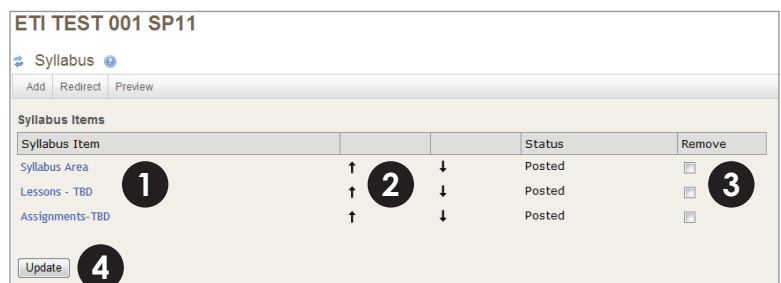 ETI TEST 001 SP11
Syllabus
Add Redirect Preview
Syllabus Items
Syllabus Item Status Remove
Syllabus Area ↑ ↓ Posted
1 2 3
Lessons - TBD ↑ ↓ Posted
Assignments-TBD ↑ ↓ Posted
Update 4